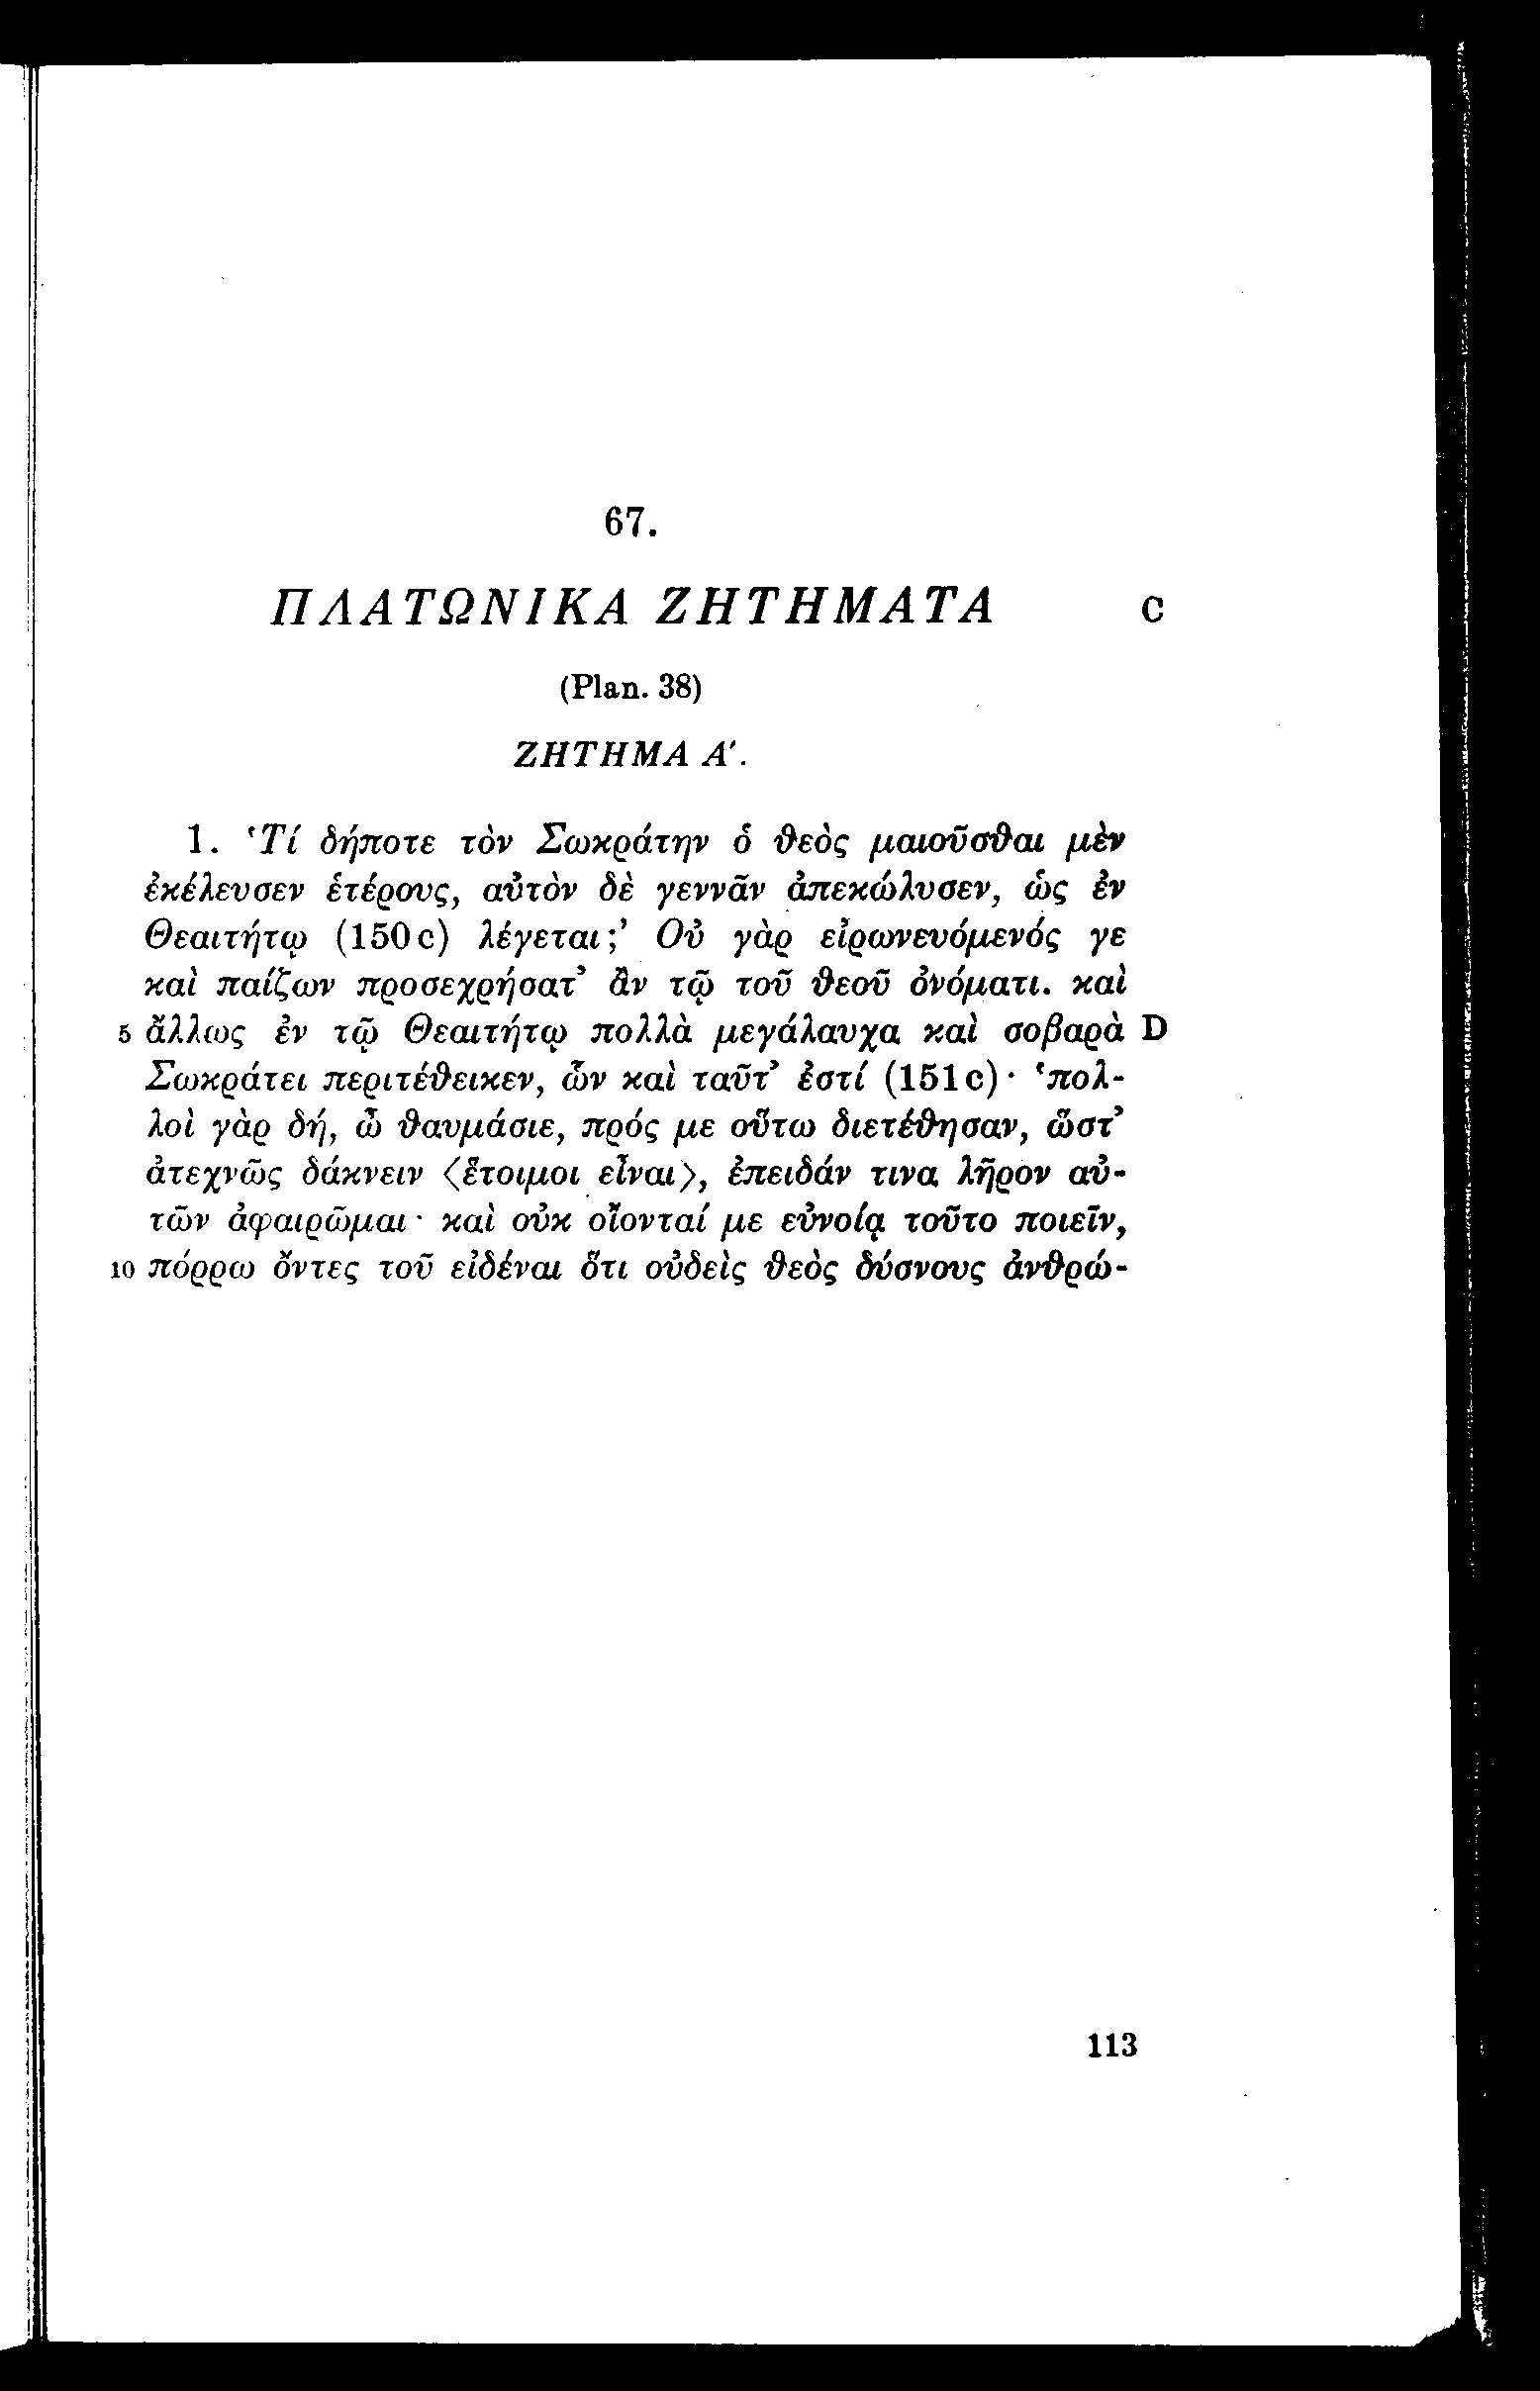 67.
ΠΛΑΤΩΝΙΚΑ ΖΗΤΗΜΑΤΑ C
(Plan. 38)
ΖΗΤΗΜΑ Α'.
1. ‘Τί δήποτε τὸν Σωκράτην ὁ ϑεὸς μαιοῦσϑαι μὲν
ἐκέλευσεν ἑτέρους, αὐτὸν δὲ γεννᾶν ἀπεκώλυσεν, ὡς ἐν
Θεαιτήτῳ (150 c) λέγεται;’ Οὐ γὰρ εἰρωνευόμενός γε
καὶ παίζων προσεχρήσατ’ ἂν τῷ τοῦ ϑεοῦ ὀνόματι. καὶ
5 ἄλλως ἐν τῷ Θεαιτήτῳ πολλὰ μεγάλαυχα καὶ σοβαρὰ D
Σωκράτει περιτέϑεικεν, ὧν καὶ ταῦτ’ ἐστί (151 c)· ‘πολ-
λοὶ γὰρ δή, ὦ ϑαυμάσιε, πρός με οὕτω διετέϑησαν, ὥστ’
ἀτεχνῶς δάκνειν ⟨ἕτοιμοι εἶναι⟩, ἐπειδάν τινα λῆρον αὐ-
τῶν ἀφαιρῶμαι· καὶ οὐκ οἴονταί με εὐνοίᾳ τοῦτο ποιεῖν,
10 πόρρω ὄντες τοῦ εἰδέναι ὅτι οὐδεὶς ϑεὸς δύσνους ἀνϑρώ-
113